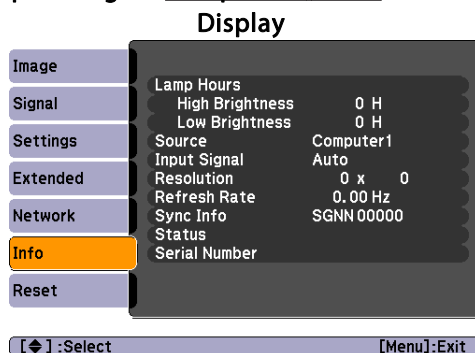 Display
Image
Signal
Settings
Extended
Network
Info
Reset
Lamp Hours
High Brightness 0 H
Low Brightness 0 H
Source Computer1
Input Signal Auto
Resolution 0 x 0
Refresh Rate 0.00 Hz
Sync Info SGNN 00000
Status
Serial Number
[◆] :Select [Menu]:Exit